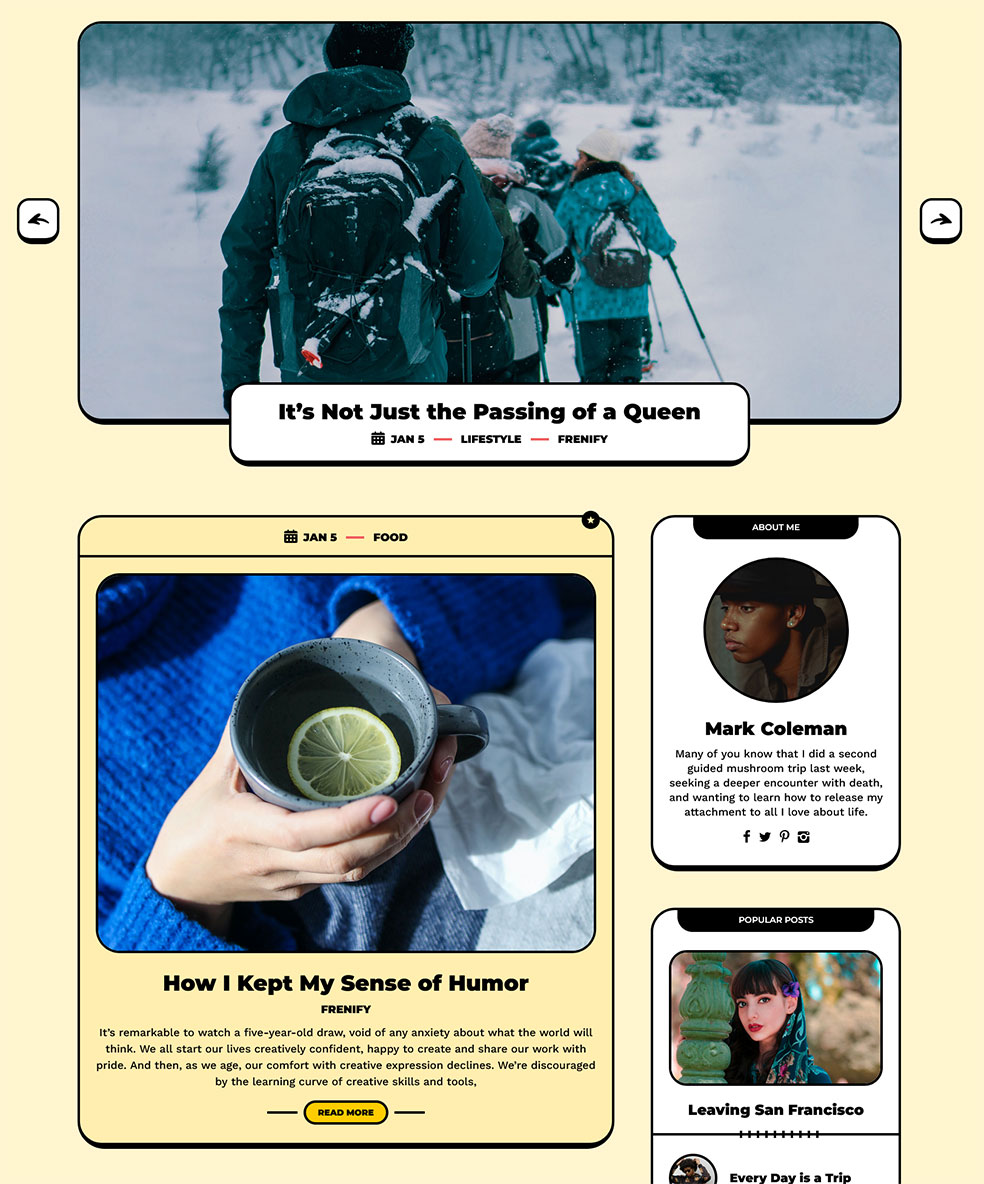 It’s Not Just the Passing of a Queen
JAN 5 — LIFESTYLE — FRENIFY
JAN 5 — FOOD
How I Kept My Sense of Humor
FRENIFY
It’s remarkable to watch a five-year-old draw, void of any anxiety about what the world will
think. We all start our lives creatively confident, happy to create and share our work with
pride. And then, as we age, our comfort with creative expression declines. We’re discouraged
by the learning curve of creative skills and tools,
READ MORE
ABOUT ME
Mark Coleman
Many of you know that I did a second
guided mushroom trip last week,
seeking a deeper encounter with death,
and wanting to learn how to release my
attachment to all I love about life.
POPULAR POSTS
Leaving San Francisco
Every Day is a Trip